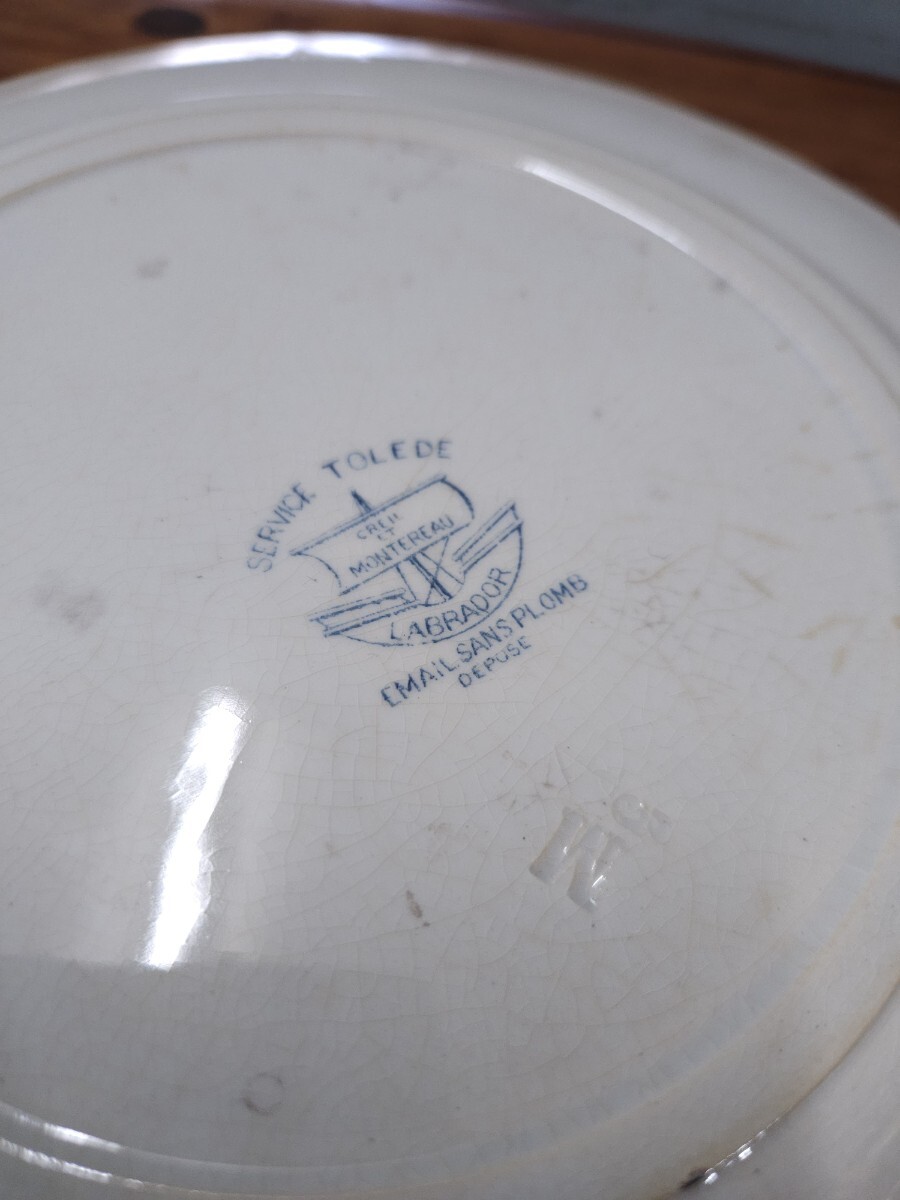 SERVICE TOLEDE
CREIL
ET
MONTEREAU
LABRADOR
EMAIL SANS PLOMB
DEPOSE
M